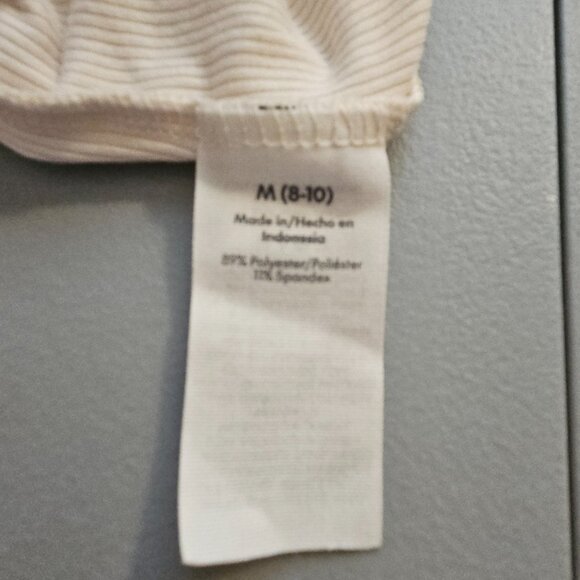 M (8-10)
Made in/Hecho en
Indonesia
89% Polyester/Poliéster
11% Spandex